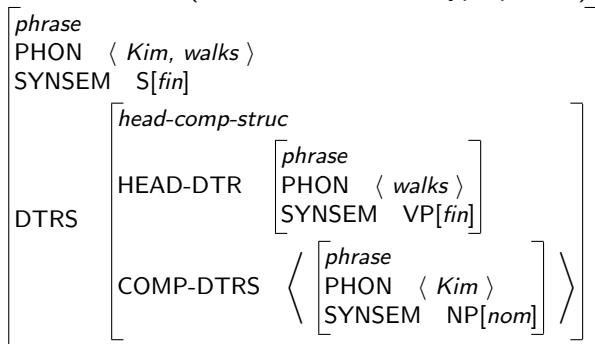 phrase
PHON ⟨ Kim, walks ⟩
SYNSEM S[fin]
head-comp-struc
phrase
HEAD-DTR PHON ⟨ walks ⟩
SYNSEM VP[fin]
DTRS
phrase
COMP-DTRS ⟨ PHON ⟨ Kim ⟩ ⟩
SYNSEM NP[nom]